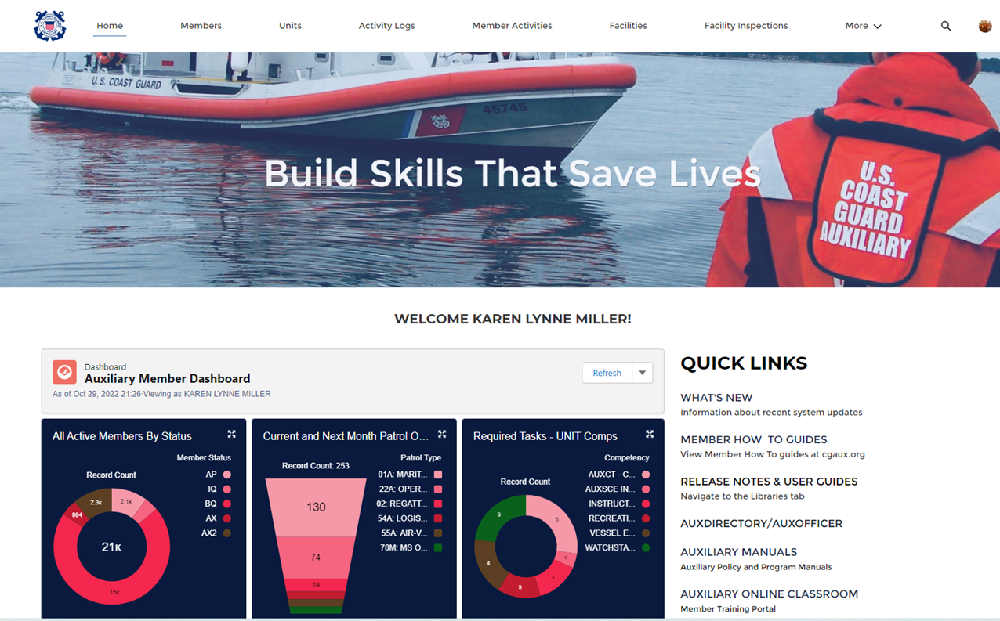 Home Members Units Activity Logs Member Activities Facilities Facility Inspections More
U. S. COAST GUARD
45745
Build Skills That Save Lives
U.S.
COAST
GUARD
AUXILIARY
WELCOME KAREN LYNNE MILLER!
Dashboard
Auxiliary Member Dashboard
As of Oct 29, 2022 21:26·Viewing as KAREN LYNNE MILLER
Refresh
All Active Members By Status
Member Status
Record Count
AP
IQ
BQ
AX
AX2
2.3K
2.1K
994
21K
15K
Current and Next Month Patrol O...
Patrol Type
Record Count: 253
01A: MARIT...
22A: OPER...
02: REGATT...
54A: LOGIS...
55A: AIR-V...
70M: MS O...
130
74
19
Required Tasks - UNIT Comps
Competency
Record Count
AUXCT - C...
AUXSCE IN...
INSTRUCT...
RECREATI...
VESSEL E...
WATCHSTA...
5
6
1
4
3
3
QUICK LINKS
WHAT'S NEW
Information about recent system updates
MEMBER HOW TO GUIDES
View Member How To guides at cgaux.org
RELEASE NOTES & USER GUIDES
Navigate to the Libraries tab
AUXDIRECTORY/AUXOFFICER
AUXILIARY MANUALS
Auxiliary Policy and Program Manuals
AUXILIARY ONLINE CLASSROOM
Member Training Portal